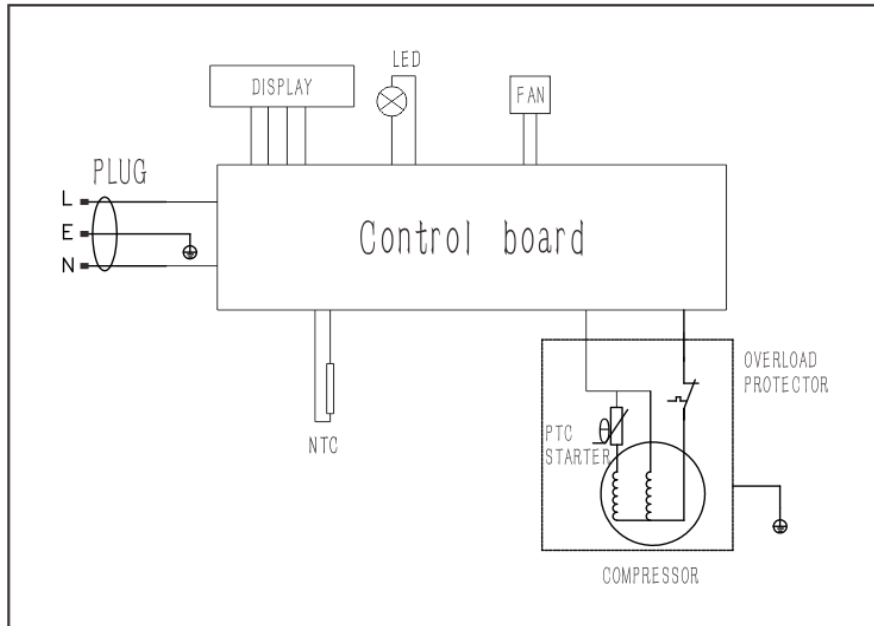 LED
DISPLAY
FAN
PLUG
L
E
N
Control board
OVERLOAD
PROTECTOR
NTC
PTC
STARTER
COMPRESSOR